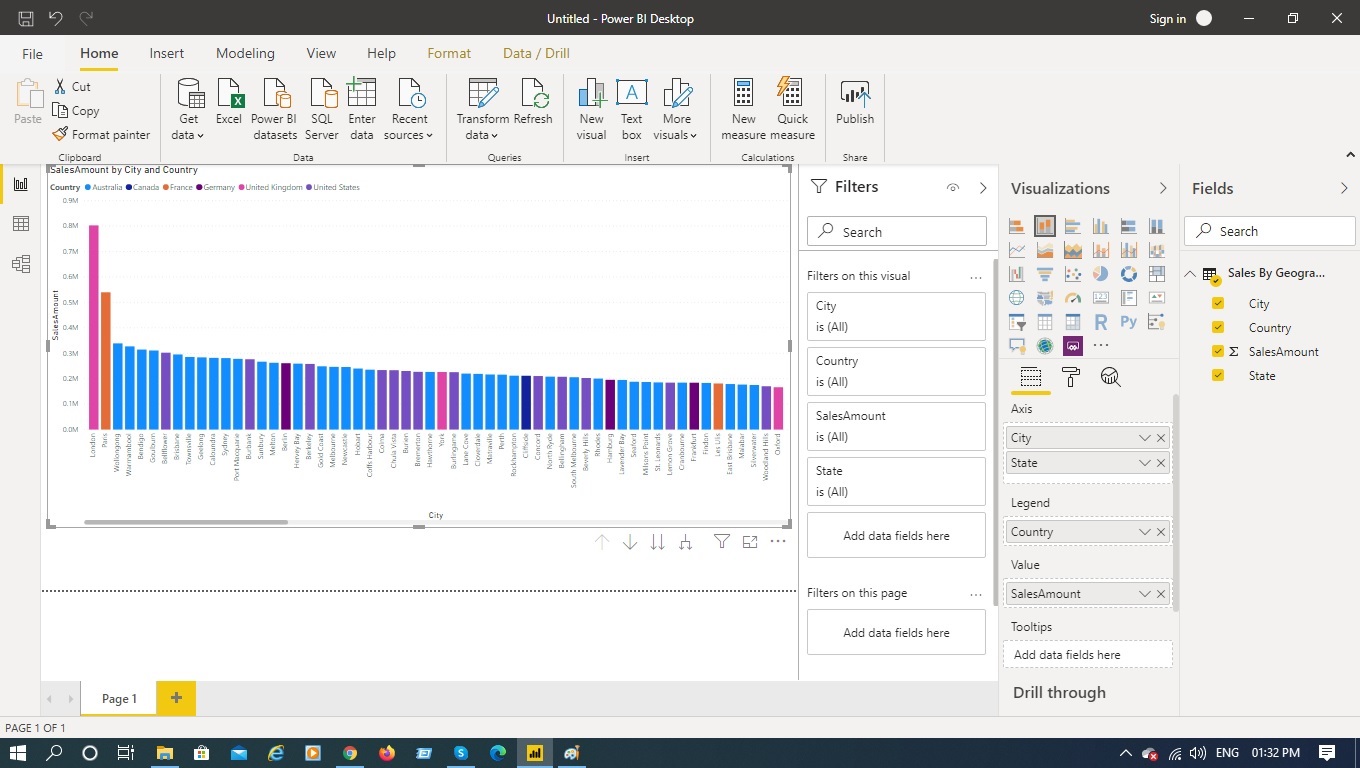 Untitled - Power BI Desktop
Sign in
File
Home
Insert
Modeling
View
Help
Format
Data / Drill
Paste
Cut
Copy
Format painter
Clipboard
Get data
Excel
Power BI datasets
SQL Server
Enter data
Recent sources
Data
Transform data
Refresh
Queries
New visual
Text box
More visuals
Insert
New measure
Quick measure
Calculations
Publish
Share
SalesAmount by City and Country
Country Australia Canada France Germany United Kingdom United States
0.9M
0.8M
0.7M
0.6M
0.5M
0.4M
0.3M
0.2M
0.1M
0.0M
SalesAmount
London
Paris
Wollongong
Warrnambool
Bendigo
Goulburn
Bellflower
Brisbane
Townsville
Geelong
Caloundra
Sydney
Port Macquarie
Burbank
Sunbury
Melton
Berlin
Hervey Bay
Berkeley
Gold Coast
Melbourne
Newcastle
Hobart
Coffs Harbour
Colma
Chula Vista
Burien
Bremerton
Hawthorne
York
Burlingame
Lane Cove
Cloverdale
Matraville
Perth
Rockhampton
Cliffside
Concord
North Ryde
Bellingham
South Melbourne
Beverly Hills
Rhodes
Hamburg
Lavender Bay
Seaford
Milsons Point
St. Leonards
Lemon Grove
Cranbourne
Frankfurt
Findon
Les Ulis
East Brisbane
Malabar
Silverwater
Woodland Hills
Oxford
City
Filters
Search
Filters on this visual
City
is (All)
Country
is (All)
SalesAmount
is (All)
State
is (All)
Add data fields here
Filters on this page
Add data fields here
Visualizations
R
Py
123
Axis
City
State
Legend
Country
Value
SalesAmount
Tooltips
Add data fields here
Drill through
Fields
Search
Sales By Geogra...
City
Country
Σ SalesAmount
State
Page 1
PAGE 1 OF 1
ENG
01:32 PM